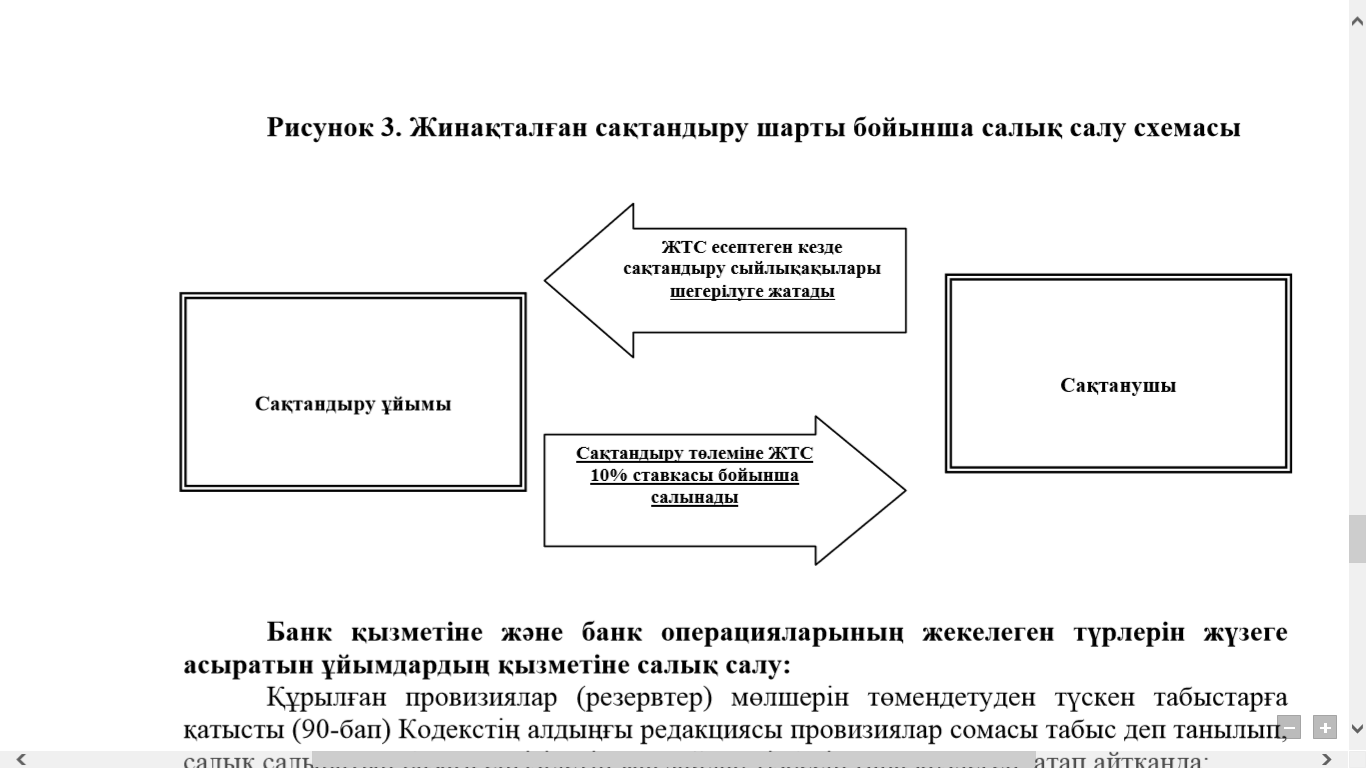 Рисунок 3. Жинақталған сақтандыру шарты бойынша салық салу схемасы
ЖТС есептеген кезде
сақтандыру сыйлықақылары
шегерілуге жатады
Сақтандыру ұйымы
Сақтанушы
Сақтандыру төлеміне ЖТС
10% ставкасы бойынша
салынады
Банк қызметіне және банк операцияларының жекелеген түрлерін жүзеге
асыратын ұйымдардың қызметіне салық салу:
Құрылған провизиялар (резервтер) мөлшерін төмендетуден түскен табыстарға
қатысты (90-бап) Кодекстің алдыңғы редакциясы провизиялар сомасы табыс деп танылып,
атап айтқанда: